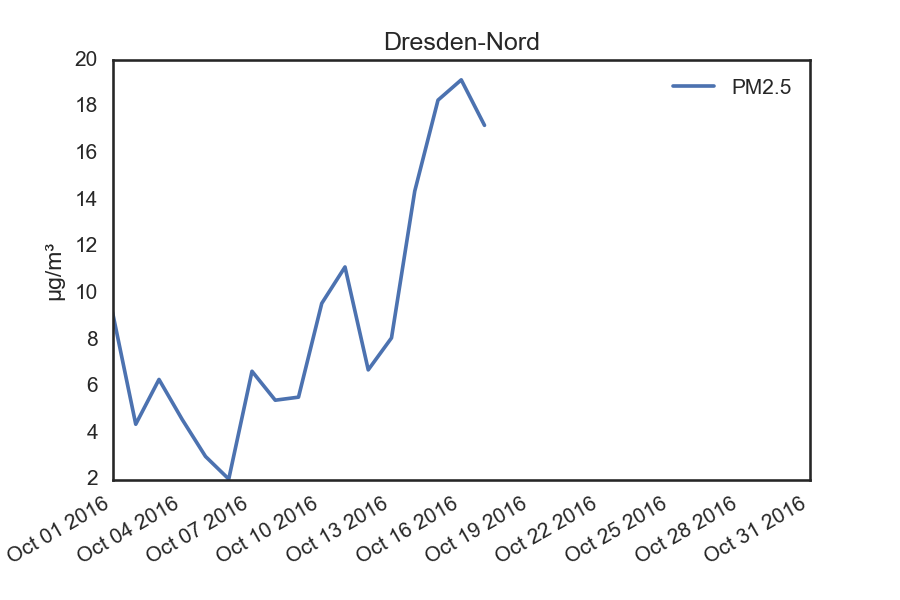 Dresden-Nord
20
18
16
14
12
10
8
6
4
2
µg/m³
PM2.5
Oct 01 2016
Oct 04 2016
Oct 07 2016
Oct 10 2016
Oct 13 2016
Oct 16 2016
Oct 19 2016
Oct 22 2016
Oct 25 2016
Oct 28 2016
Oct 31 2016